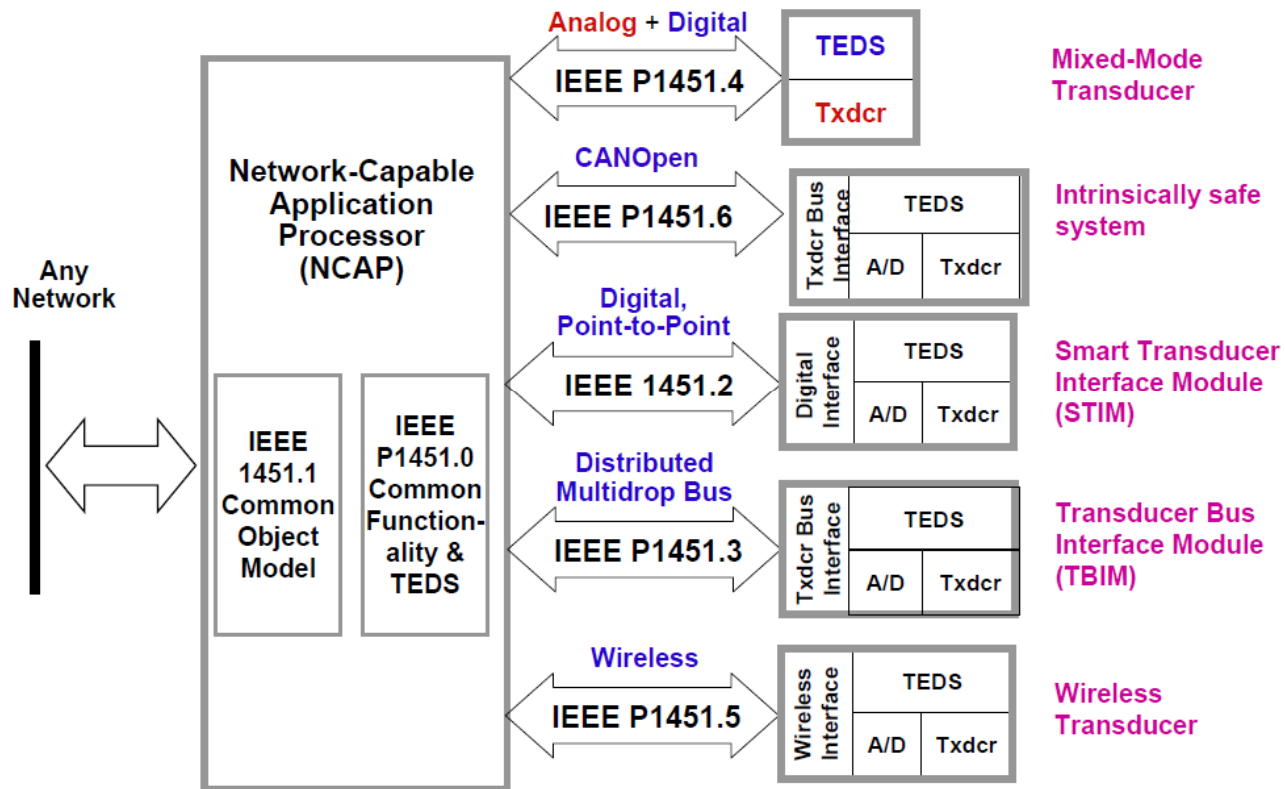 Any
Network
Network-Capable
Application
Processor
(NCAP)
IEEE
1451.1
Common
Object
Model
IEEE
P1451.0
Common
Function-
ality &
TEDS
Analog + Digital
IEEE P1451.4
TEDS
Txdcr
Mixed-Mode
Transducer
CANOpen
IEEE P1451.6
Txdcr Bus
Interface
TEDS
A/D
Txdcr
Intrinsically safe
system
Digital,
Point-to-Point
IEEE 1451.2
Digital
Interface
TEDS
A/D
Txdcr
Smart Transducer
Interface Module
(STIM)
Distributed
Multidrop Bus
IEEE P1451.3
Txdcr Bus
Interface
TEDS
A/D
Txdcr
Transducer Bus
Interface Module
(TBIM)
Wireless
IEEE P1451.5
Wireless
Interface
TEDS
A/D
Txdcr
Wireless
Transducer